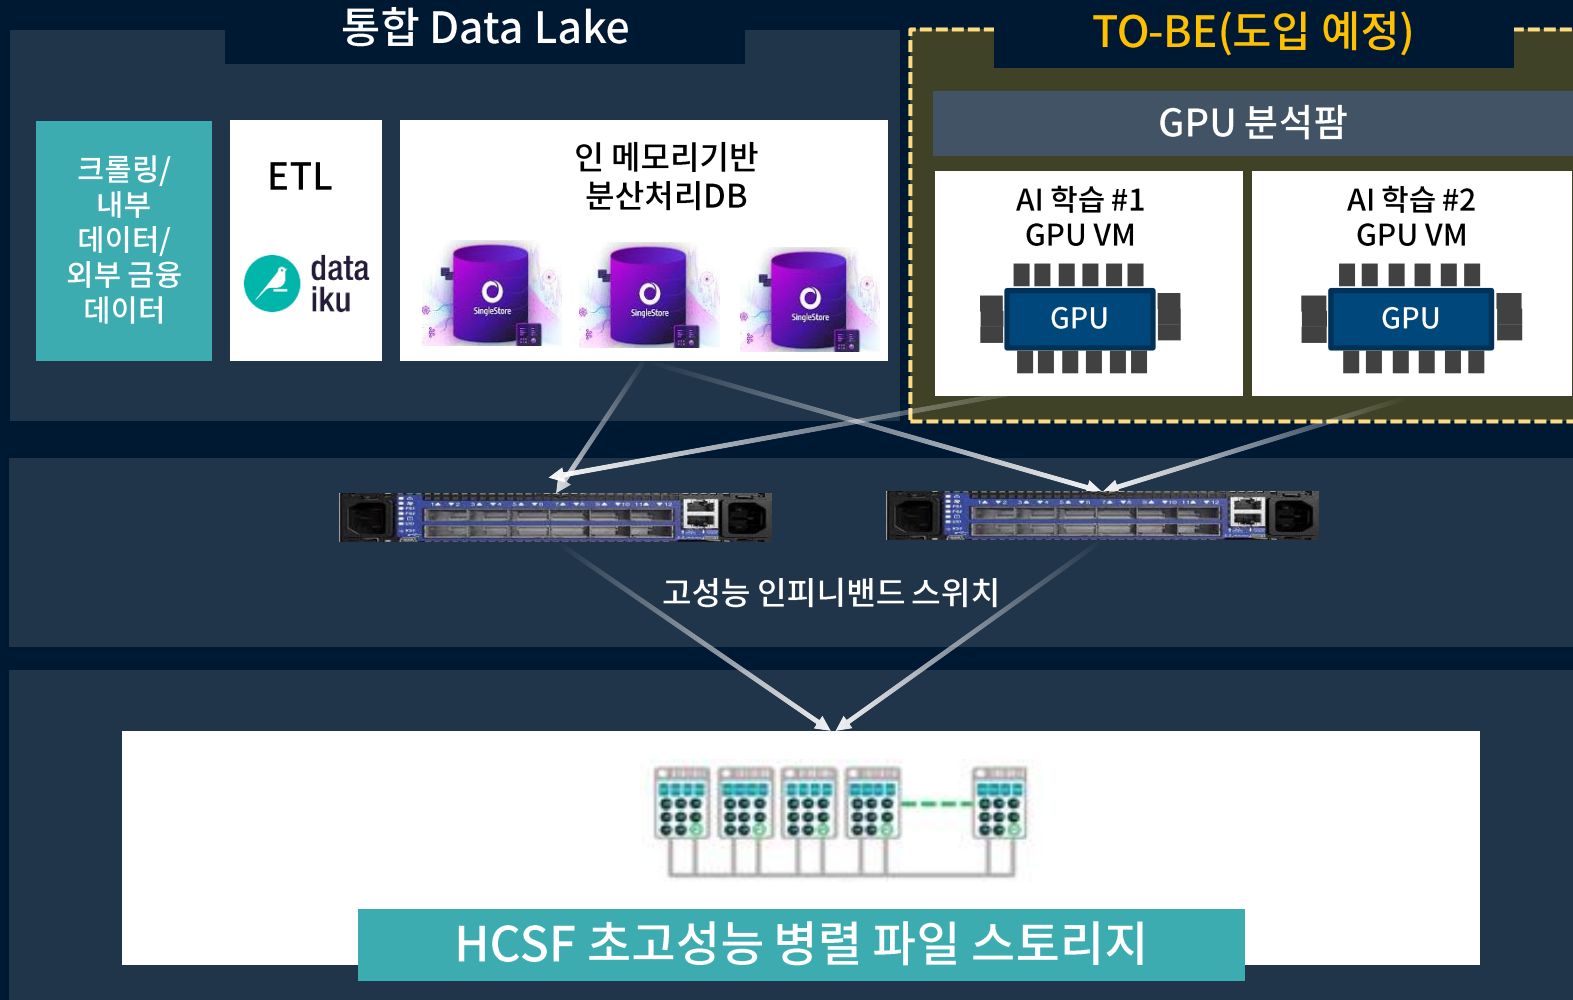 통합 Data Lake
TO-BE(도입 예정)
크롤링/
내부
데이터/
외부 금융
데이터
ETL
data
iku
인 메모리기반
분산처리DB
SingleStore
SingleStore
SingleStore
GPU 분석팜
AI 학습 #1
GPU VM
GPU
AI 학습 #2
GPU VM
GPU
고성능 인피니밴드 스위치
HCSF 초고성능 병렬 파일 스토리지